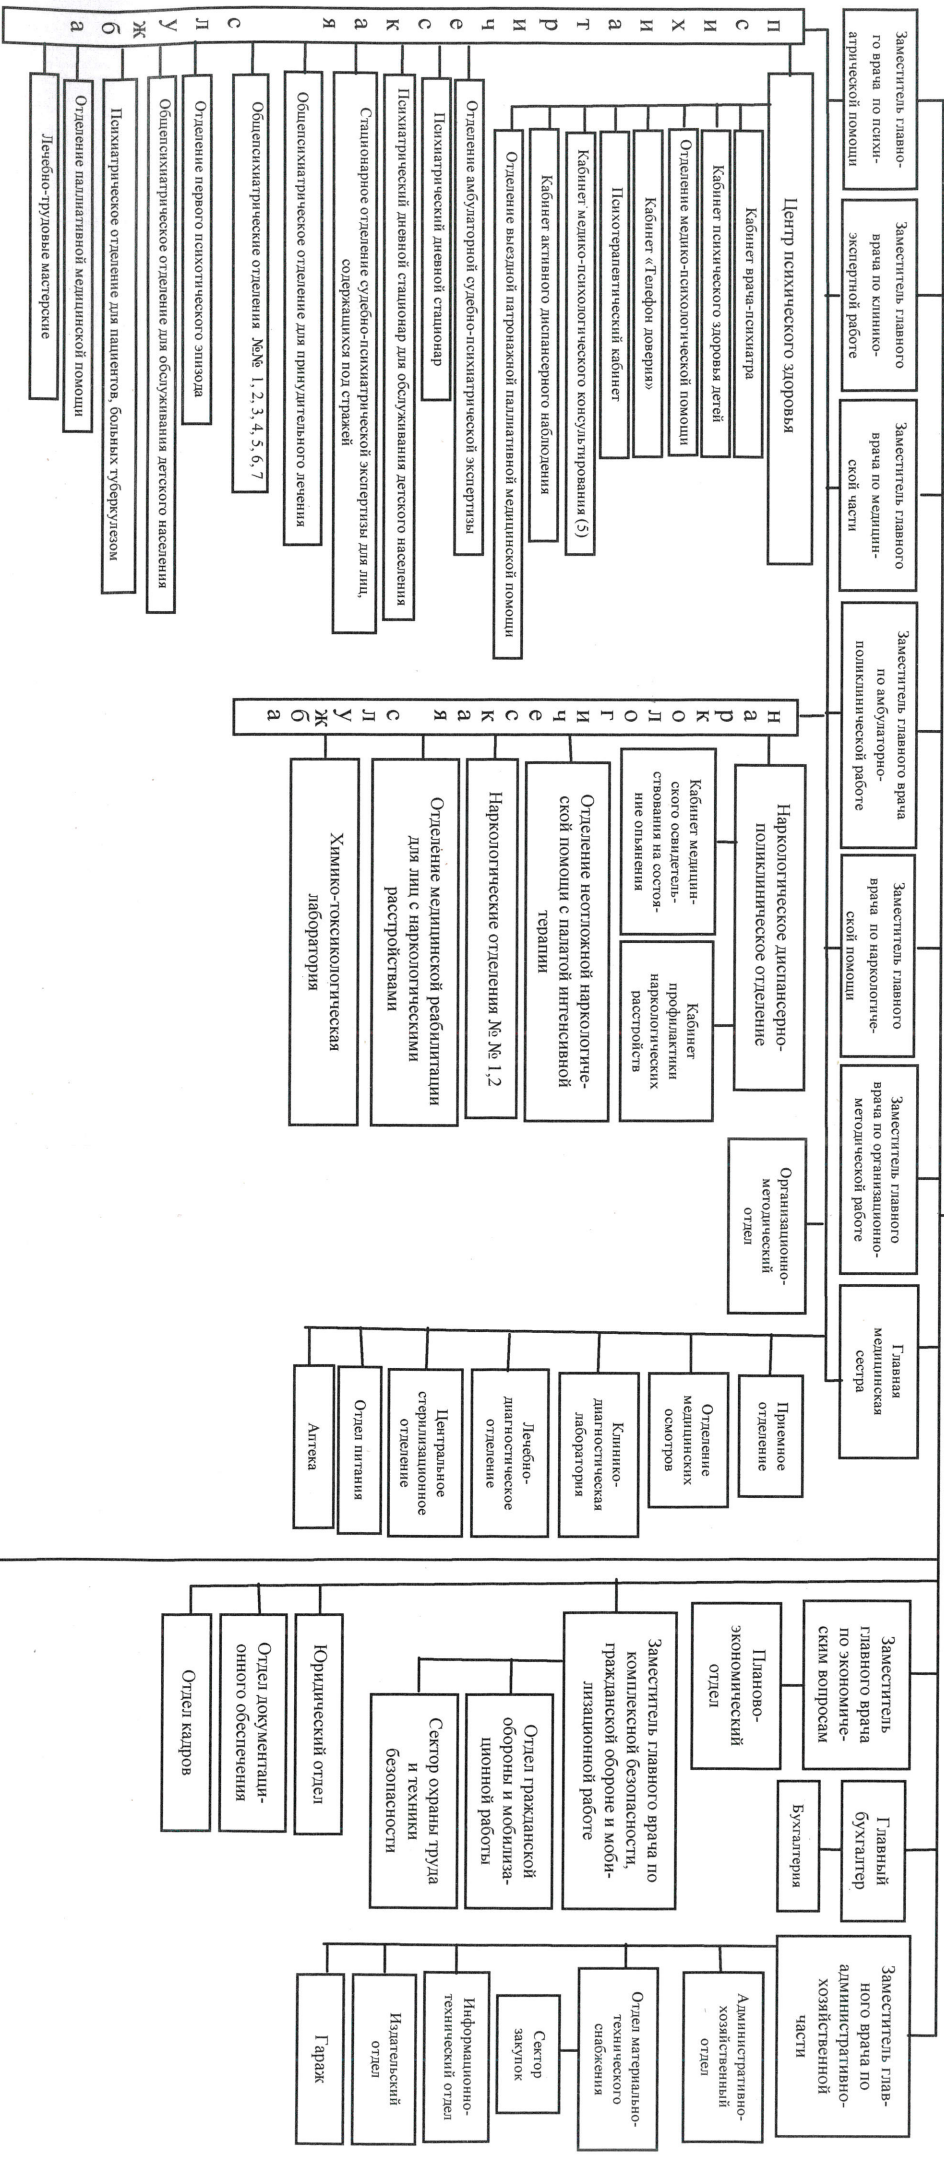 Заместитель главно-
го врача по психи-
атрической помощи
Заместитель главного
врача по клинико-
экспертной работе
Заместитель главного
врача по медицин-
ской части
Заместитель главного врача
по амбулаторно-
поликлинической работе
Заместитель главного
врача по наркологиче-
ской помощи
Заместитель главного
врача по организационно-
методической работе
Главная
медицинская
сестра
Психиатрическая служба
Центр психического здоровья
Кабинет врача-психиатра
Кабинет психического здоровья детей
Отделение медико-психологической помощи
Кабинет «Телефон доверия»
Психотерапевтический кабинет
Кабинет медико-психологического консультирования (5)
Кабинет активного диспансерного наблюдения
Отделение выездной патронажной паллиативной медицинской помощи
Отделение амбулаторной судебно-психиатрической экспертизы
Психиатрический дневной стационар
Психиатрический дневной стационар для обслуживания детского населения
Стационарное отделение судебно-психиатрической экспертизы для лиц,
содержащихся под стражей
Общепсихиатрическое отделение для принудительного лечения
Общепсихиатрические отделения №№ 1, 2, 3, 4, 5, 6, 7
Отделение первого психотического эпизода
Общепсихиатрическое отделение для обслуживания детского населения
Психиатрическое отделение для пациентов, больных туберкулезом
Отделение паллиативной медицинской помощи
Лечебно-трудовые мастерские
наркологическая служба
Наркологическое диспансерно-
поликлиническое отделение
Кабинет медицин-
ского освидетель-
ствования на состоя-
ние опьянения
Кабинет
профилактики
наркологических
расстройств
Отделение неотложной наркологиче-
ской помощи с палатой интенсивной
терапии
Наркологические отделения № № 1,2
Отделение медицинской реабилитации
для лиц с наркологическими
расстройствами
Химико-токсикологическая
лаборатория
Организационно-
методический
отдел
Приемное
отделение
Отделение
медицинских
осмотров
Клинико-
диагностическая
лаборатория
Лечебно-
диагностическое
отделение
Центральное
стерилизационное
отделение
Отдел питания
Аптека
Заместитель
главного врача
по экономиче-
ским вопросам
Планово-
экономический
отдел
Главный
бухгалтер
Бухгалтерия
Заместитель глав-
ного врача по
административно-
хозяйственной
части
Заместитель главного врача по
комплексной безопасности,
гражданской обороне и моби-
лизационной работе
Отдел гражданской
обороны и мобилиза-
ционной работы
Сектор охраны труда
и техники
безопасности
Юридический отдел
Отдел документаци-
онного обеспечения
Отдел кадров
Административно-
хозяйственный
отдел
Отдел материально-
технического
снабжения
Сектор
закупок
Информационно-
технический отдел
Издательский
отдел
Гараж